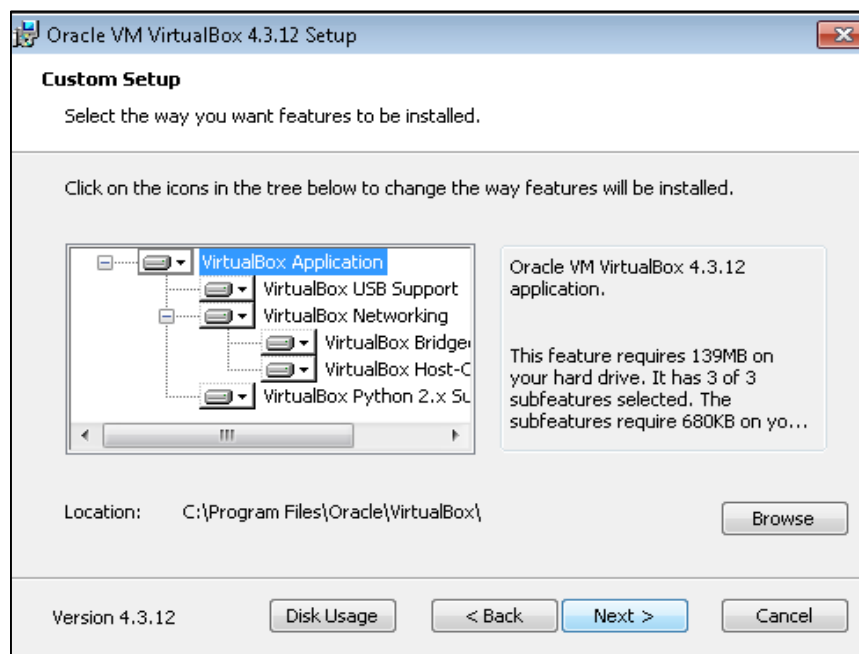 Oracle VM VirtualBox 4.3.12 Setup
Custom Setup
Select the way you want features to be installed.
Click on the icons in the tree below to change the way features will be installed.
VirtualBox Application
VirtualBox USB Support
VirtualBox Networking
VirtualBox Bridge
VirtualBox Host-C
VirtualBox Python 2.x Su
Oracle VM VirtualBox 4.3.12
application.
This feature requires 139MB on
your hard drive. It has 3 of 3
subfeatures selected. The
subfeatures require 680KB on yo...
Location: C:\Program Files\Oracle\VirtualBox\
Browse
Version 4.3.12
Disk Usage
< Back
Next >
Cancel